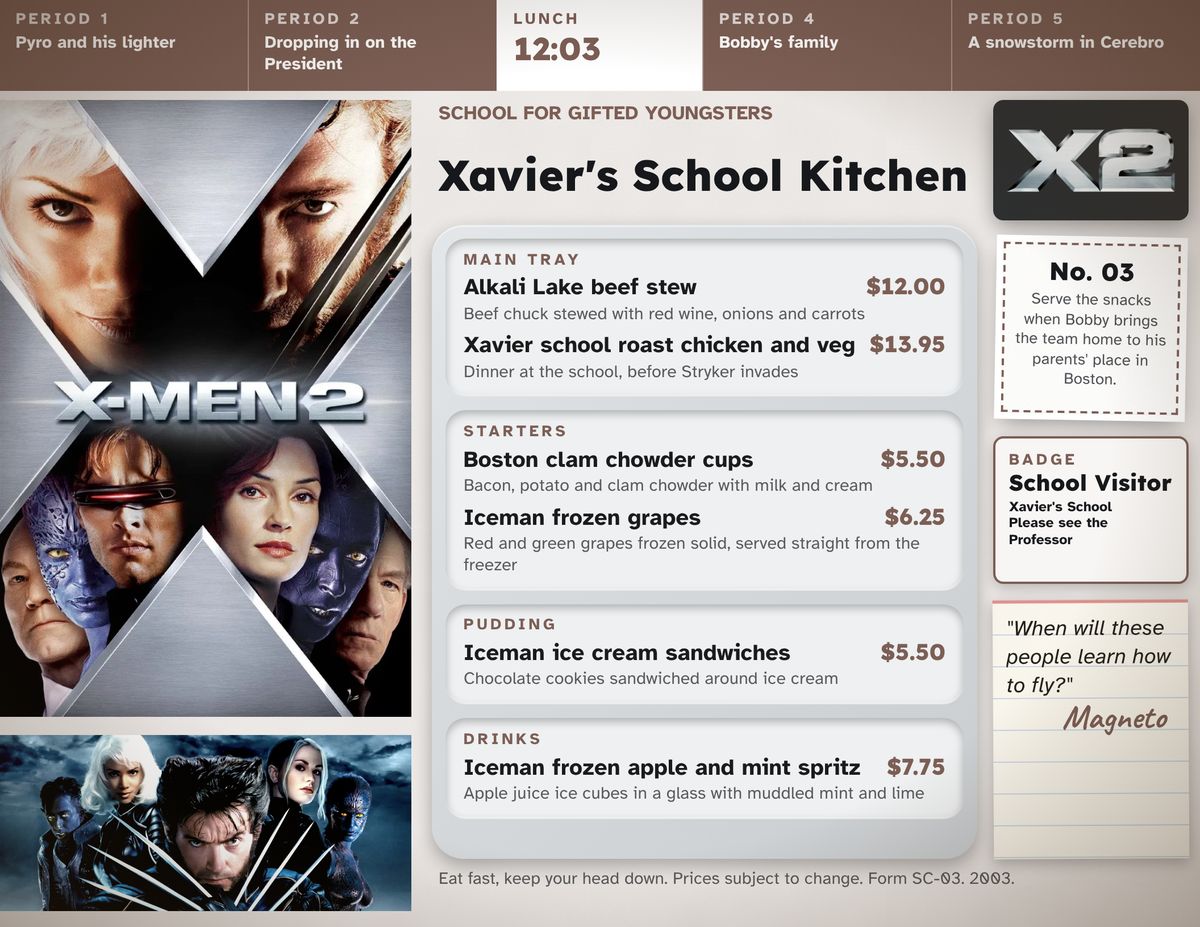 PERIOD 1
Pyro and his lighter
PERIOD 2
Dropping in on the
President
LUNCH
12:03
PERIOD 4
Bobby's family
PERIOD 5
A snowstorm in Cerebro
X-MEN2
SCHOOL FOR GIFTED YOUNGSTERS
Xavier's School Kitchen
MAIN TRAY
Alkali Lake beef stew $12.00
Beef chuck stewed with red wine, onions and carrots
Xavier school roast chicken and veg $13.95
Dinner at the school, before Stryker invades
STARTERS
Boston clam chowder cups $5.50
Bacon, potato and clam chowder with milk and cream
Iceman frozen grapes $6.25
Red and green grapes frozen solid, served straight from the
freezer
PUDDING
Iceman ice cream sandwiches $5.50
Chocolate cookies sandwiched around ice cream
DRINKS
Iceman frozen apple and mint spritz $7.75
Apple juice ice cubes in a glass with muddled mint and lime
Eat fast, keep your head down. Prices subject to change. Form SC-03. 2003.
X2
No. 03
Serve the snacks
when Bobby brings
the team home to his
parents' place in
Boston.
BADGE
School Visitor
Xavier's School
Please see the
Professor
"When will these
people learn how
to fly?"
Magneto